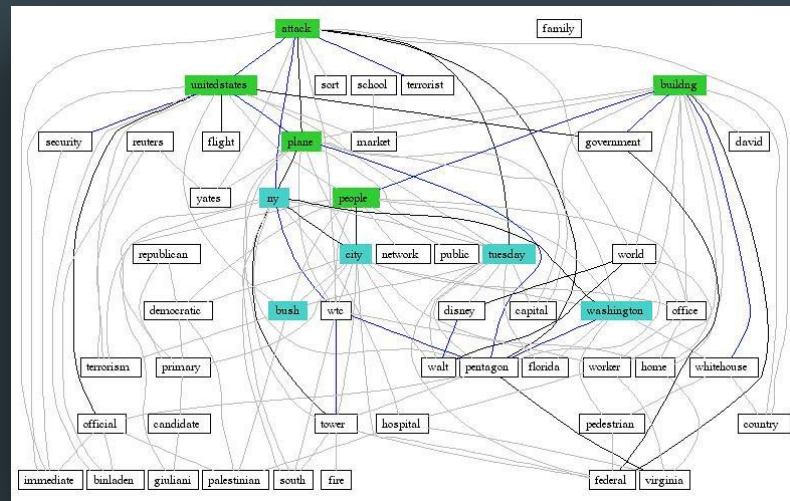 attack
family
unitedstates
sort
school
terrorist
building
security
reuters
flight
plane
market
government
david
yates
ny
people
republican
city
network
public
tuesday
world
democratic
bush
wtc
disney
capital
washington
office
terrorism
primary
walt
pentagon
florida
worker
home
whitehouse
official
candidate
tower
hospital
pedestrian
country
immediate
binladen
giuliani
palestinian
south
fire
federal
virginia